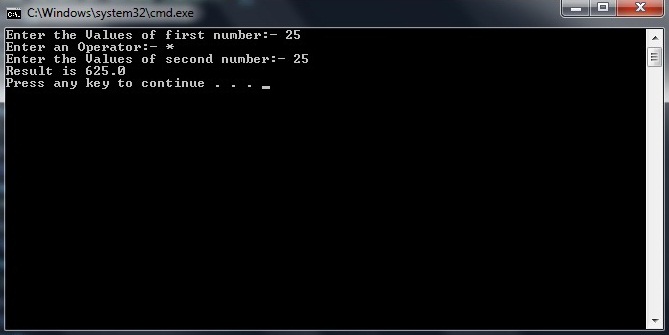 C:\Windows\system32\cmd.exe
Enter the Values of first number:- 25
Enter an Operator:- *
Enter the Values of second number:- 25
Result is 625.0
Press any key to continue . . . _